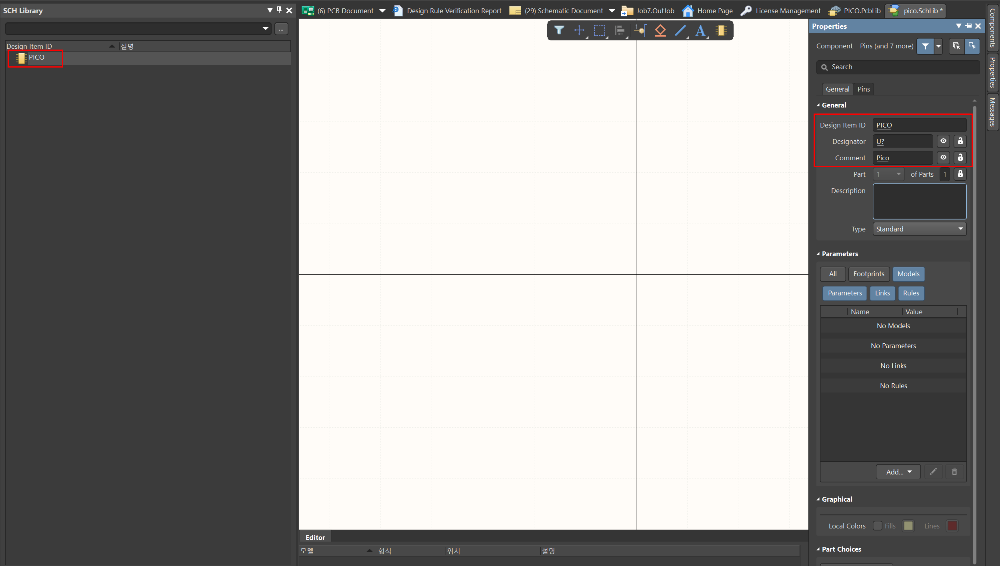 SCH Library
(6) PCB Document
Design Rule Verification Report
(29) Schematic Document
Job7.OutJob
Home Page
License Management
PICO.PcbLib
pico.SchLib *
...
Design Item ID
설명
PICO
1
A
Properties
Component
Pins (and 7 more)
Search
General
Pins
General
Design Item ID
PICO
Designator
U?
Comment
Pico
Part
1
of Parts
1
Description
Type
Standard
Parameters
All
Footprints
Models
Parameters
Links
Rules
Name
Value
No Models
No Parameters
No Links
No Rules
Add...
Graphical
Local Colors
Fills
Lines
Part Choices
Components
Properties
Messages
Editor
모델
형식
위치
설명